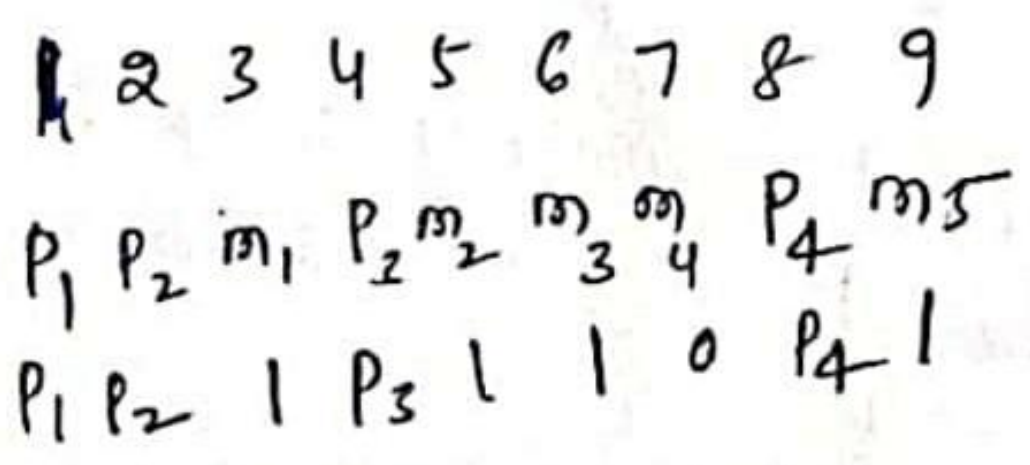 1 2 3 4 5 6 7 8 9
P₁ P₂ m₁ P₃ m₂ m₃ m₄ P₄ m5
P₁ P₂ 1 P₃ 1 1 0 P₄ 1